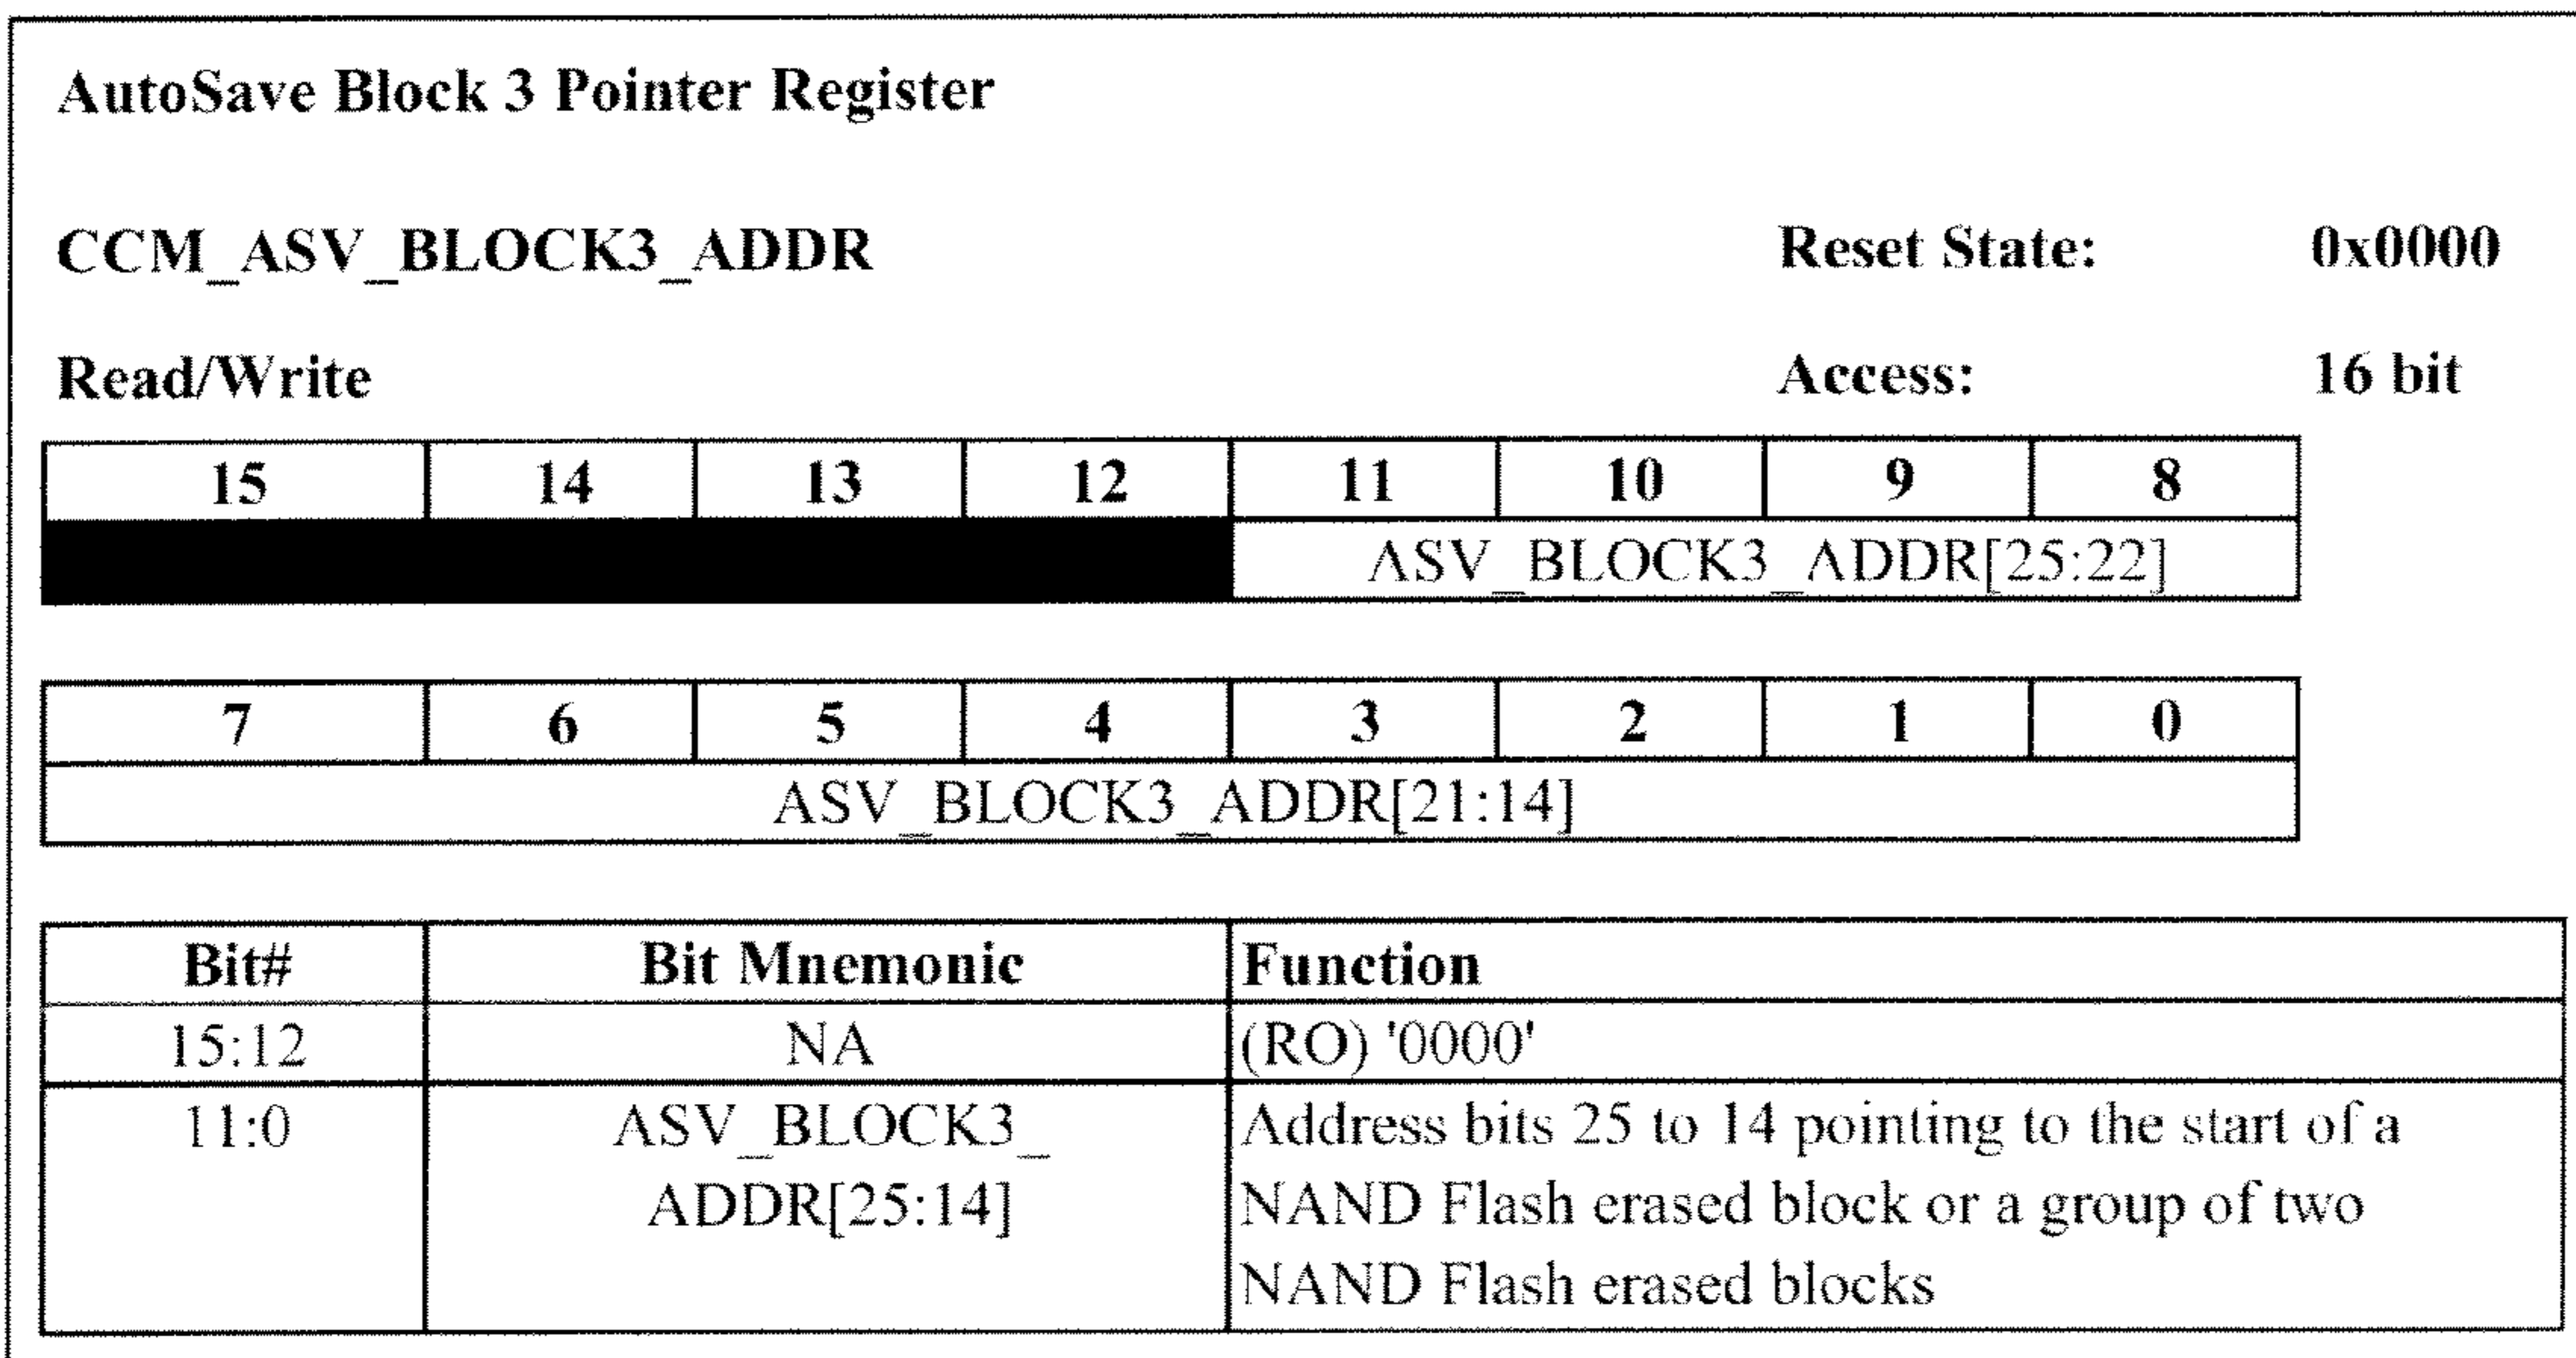 AutoSave Block 3 Pointer Register
CCM_ASV_BLOCK3_ADDR Reset State: 0x0000
Read/Write Access: 16 bit
15 14 13 12 11 10 9 8
ASV_BLOCK3_ADDR[25:22]
7 6 5 4 3 2 1 0
ASV_BLOCK3_ADDR[21:14]
Bit# Bit Mnemonic Function
15:12 NA (RO) '0000'
11:0 ASV_BLOCK3_ Address bits 25 to 14 pointing to the start of a
ADDR[25:14] NAND Flash erased block or a group of two
NAND Flash erased blocks